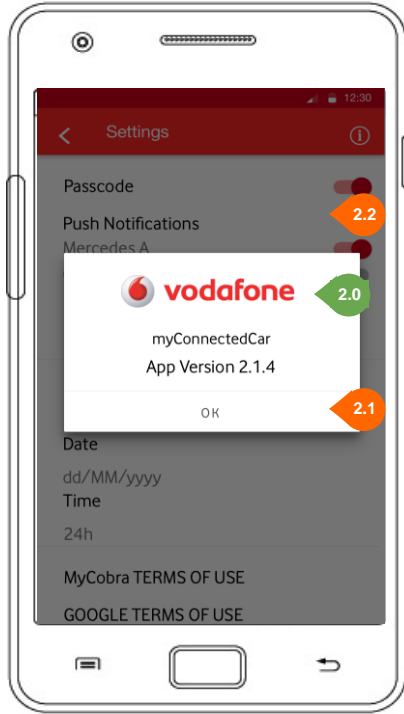 12:30
Settings
Passcode
Push Notifications
2.2
Mercedes A
vodafone
2.0
myConnectedCar
App Version 2.1.4
OK
2.1
Date
dd/MM/yyyy
Time
24h
MyCobra TERMS OF USE
GOOGLE TERMS OF USE